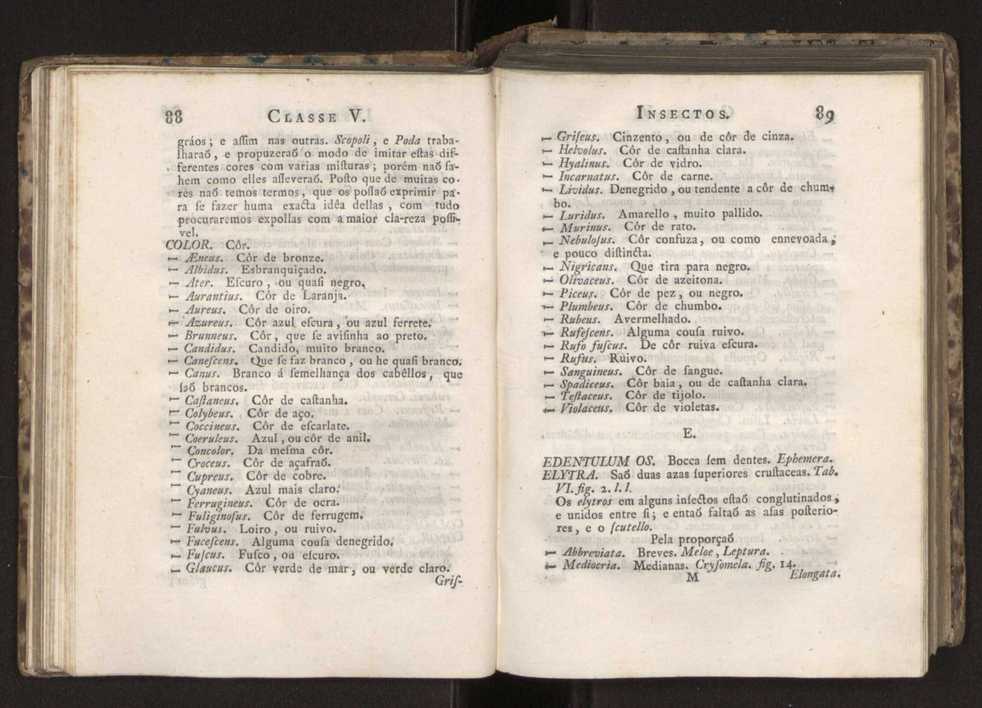 88 CLASSE V.
gráos; e aſſim nas outras. Scopoli, e Poda traba-
lharaõ, e propuzeraõ o modo de imitar eſtas dif-
ferentes cores com varias miſturas; porém naõ ſa-
hem como elles aſſeveraõ. Poſto que de muitas co-
res naõ temos termos, que os poſſaõ exprimir pa-
ra ſe fazer huma exacta idêa dellas, com tudo
procuraremos expollas com a maior cla-reza poſſi-
vel.
COLOR. Côr.
— Æneus. Côr de bronze.
— Albidus. Esbranquiçado.
— Ater. Eſcuro, ou quaſi negro.
— Aurantius. Côr de Laranja.
— Aureus. Côr de oiro.
— Azureus. Côr azul eſcura, ou azul ferrete.
— Brunneus. Côr, que ſe aviſinha ao preto.
— Candidus. Candido, muito branco.
— Caneſcens. Que ſe faz branco, ou he quaſi branco.
— Canus. Branco á ſemelhança dos cabêllos, que
ſaõ brancos.
— Caſtaneus. Côr de caſtanha.
— Colybeus. Côr de aço.
— Coccineus. Côr de eſcarlate.
— Coeruleus. Azul, ou côr de anil.
— Concolor. Da meſma côr.
— Croceus. Côr de açafraõ.
— Cupreus. Côr de cobre.
— Cyaneus. Azul mais claro.
— Ferrugineus. Côr de ocra.
— Fuliginoſus. Côr de ferrugem.
— Fulvus. Loiro, ou ruivo.
— Fuceſcens. Alguma couſa denegrido.
— Fuſcus. Fuſco, ou eſcuro.
— Glaucus. Côr verde de mar, ou verde claro.
Griſ-
INSECTOS. 89
— Griſeus. Cinzento, ou de côr de cinza.
— Helvolus. Côr de caſtanha clara.
— Hyalinus. Côr de vidro.
— Incarnatus. Côr de carne.
— Lividus. Denegrido, ou tendente a côr de chum-
bo.
— Luridus. Amarello, muito pallido.
— Murinus. Côr de rato.
— Nebuloſus. Côr confuza, ou como ennevoada,
e pouco diſtincta.
— Nigricans. Que tira para negro.
— Olivaceus. Côr de azeitona.
— Piceus. Côr de pez, ou negro.
— Plumbeus. Côr de chumbo.
— Rubeus. Avermelhado.
— Rufeſcens. Alguma couſa ruivo.
— Rufo fuſcus. De côr ruiva eſcura.
— Rufus. Ruivo.
— Sanguineus. Côr de ſangue.
— Spadiceus. Côr baia, ou de caſtanha clara.
— Teſtaceus. Côr de tijolo.
— Violaceus. Côr de violetas.
E.
EDENTULUM OS. Bocca ſem dentes. Ephemera.
ELYTRA. Saõ duas azas ſuperiores cruſtaceas. Tab.
VI. fig. 2. l. l.
Os elytros em alguns inſectos eſtaõ conglutinados,
e unidos entre ſi; e entaõ faltaõ as aſas poſterio-
res, e o ſcutello.
Pela proporçaõ
— Abbreviata. Breves. Meloe, Leptura.
— Mediocria. Medianas. Cryſomela. fig. 14.
M Elongata.